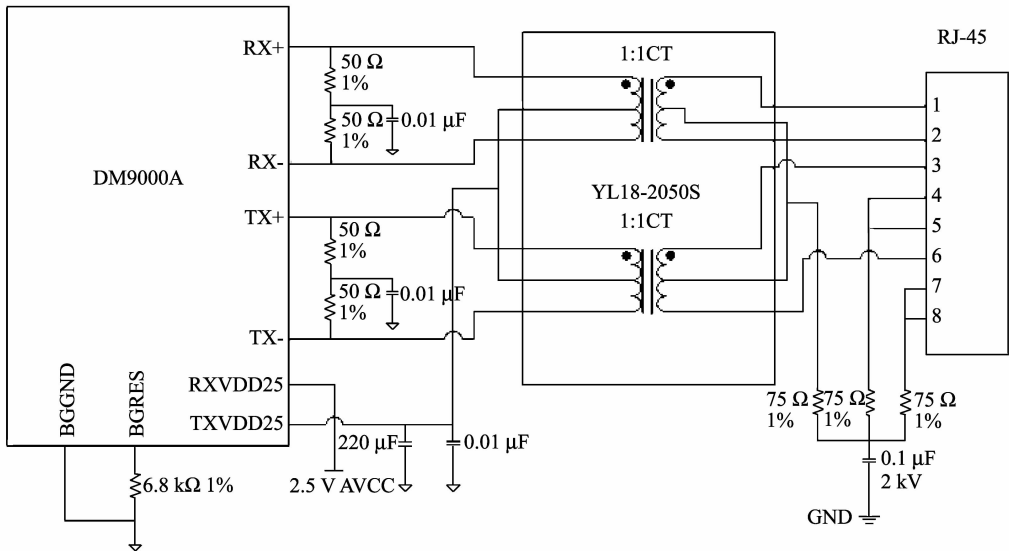 RX+
50 Ω
1%
50 Ω
1%
0.01 μF
RX-
DM9000A
TX+
50 Ω
1%
50 Ω
1%
0.01 μF
TX-
BGGND
BGRES
RXVDD25
TXVDD25
220 μF
0.01 μF
2.5 V AVCC
6.8 kΩ 1%
1:1CT
YL18-2050S
1:1CT
RJ-45
1
2
3
4
5
6
7
8
75 Ω
1%
75 Ω
1%
75 Ω
1%
0.1 μF
2 kV
GND